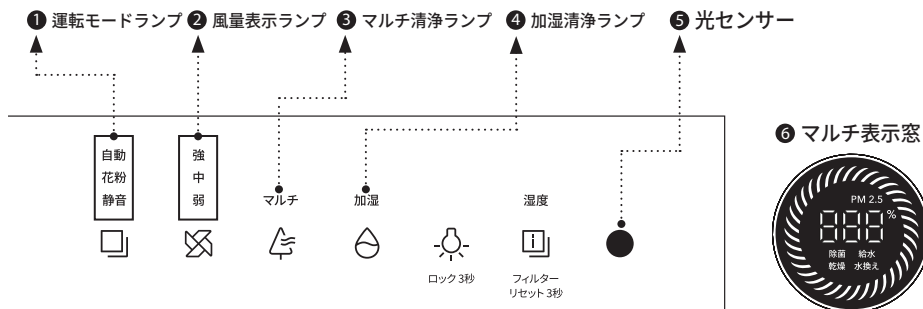 ❶ 運転モードランプ ❷ 風量表示ランプ ❸ マルチ清浄ランプ ❹ 加湿清浄ランプ ❺ 光センサー
❻ マルチ表示窓
自動
花粉
静音
強
中
弱
マルチ
加湿
湿度
ロック 3秒
フィルター
リセット 3秒
PM 2.5
888 %
除菌 給水
乾燥 水換え